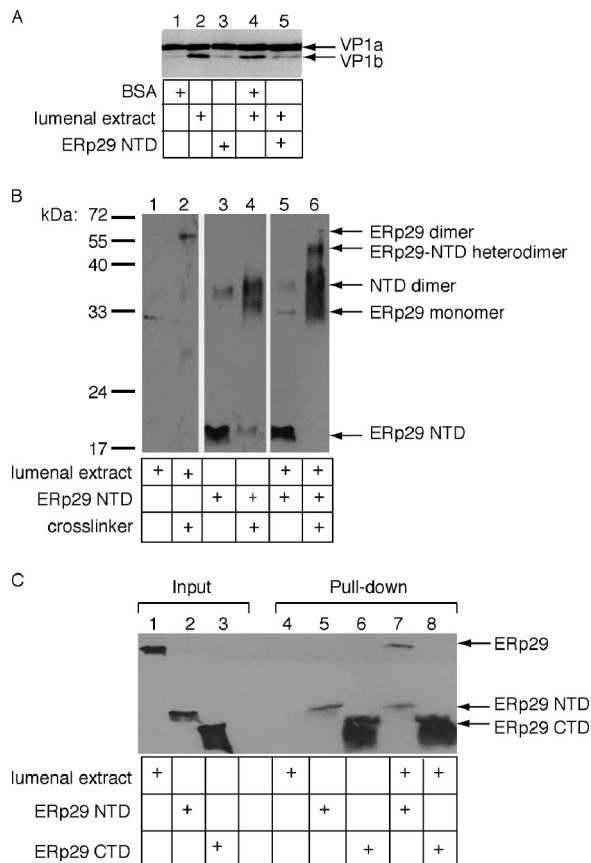 A
1 2 3 4 5
VP1a
VP1b
BSA + +
lumenal extract + + +
ERp29 NTD + +
B
kDa: 1 2 3 4 5 6
72
55
40
33
24
17
ERp29 dimer
ERp29-NTD heterodimer
NTD dimer
ERp29 monomer
ERp29 NTD
lumenal extract + + + +
ERp29 NTD + + + +
crosslinker + + +
C
Input Pull-down
1 2 3 4 5 6 7 8
ERp29
ERp29 NTD
ERp29 CTD
lumenal extract + + + +
ERp29 NTD + + +
ERp29 CTD + + +